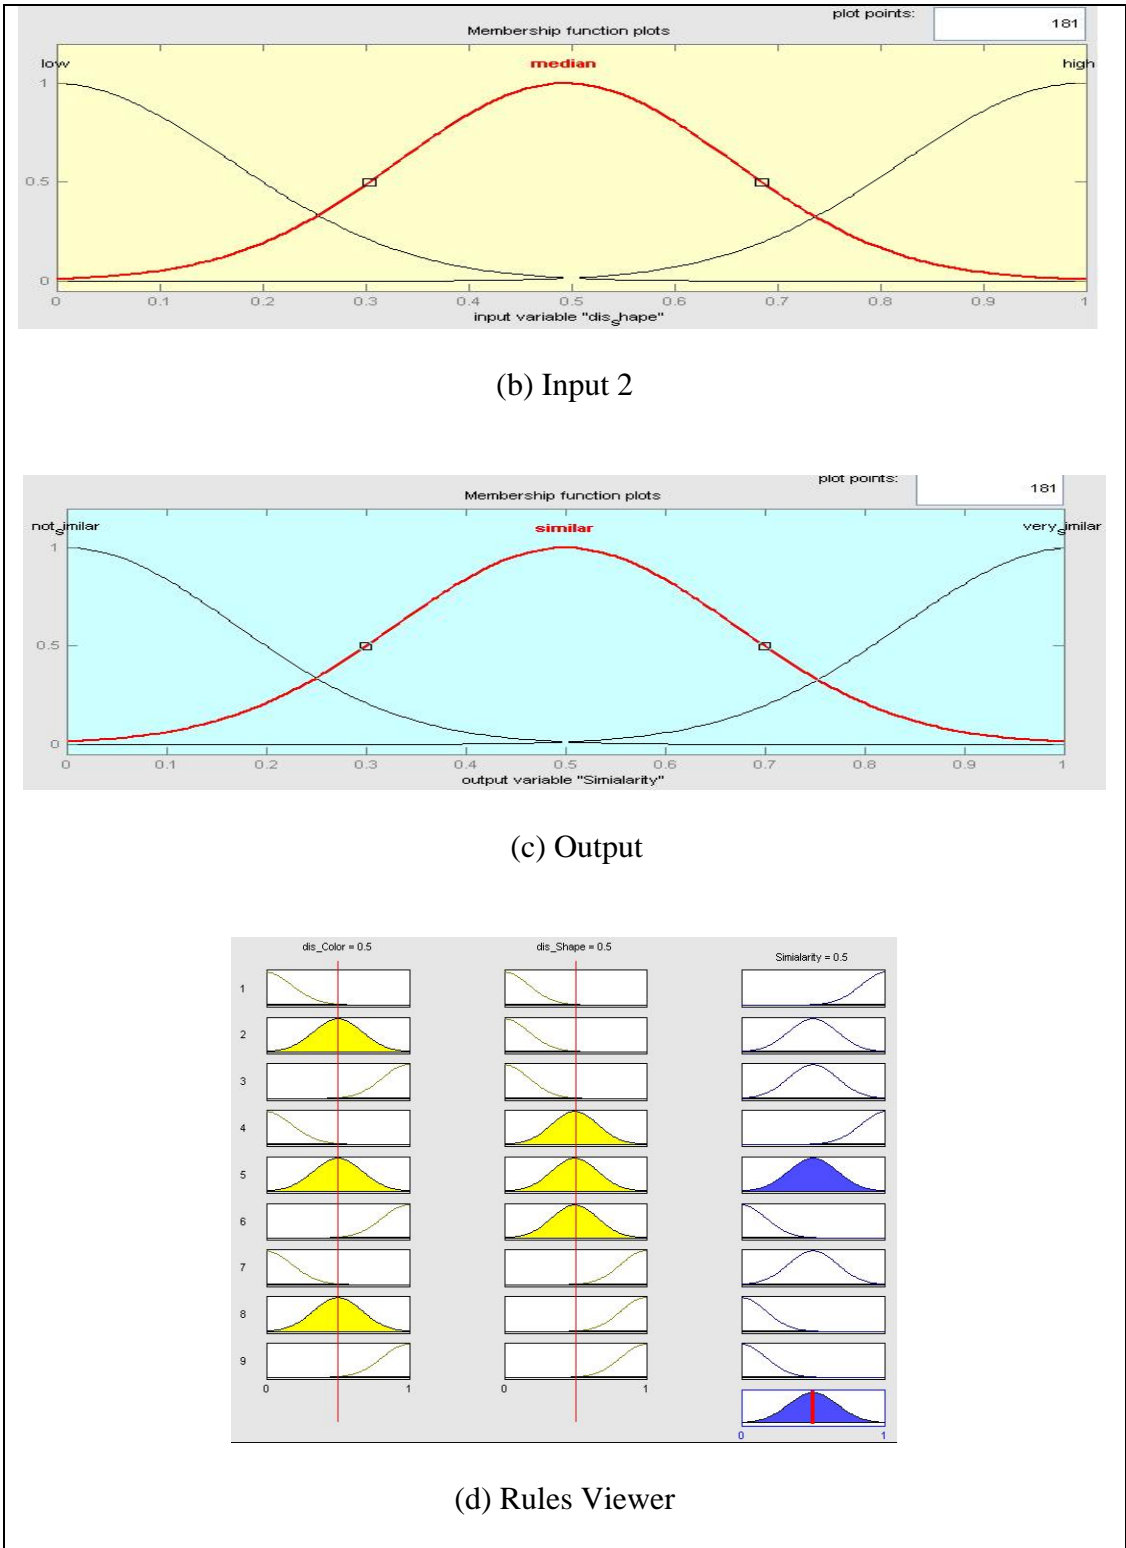 plot points:
181
Membership function plots
low
median
high
1
0.5
0
0 0.1 0.2 0.3 0.4 0.5 0.6 0.7 0.8 0.9 1
input variable "dis_shape"
(b) Input 2
plot points:
181
Membership function plots
not_similar
similar
very_similar
1
0.5
0
0 0.1 0.2 0.3 0.4 0.5 0.6 0.7 0.8 0.9 1
output variable "Simialarity"
(c) Output
dis_Color = 0.5
dis_Shape = 0.5
Simialarity = 0.5
1
2
3
4
5
6
7
8
9
0 1
0 1
0 1
(d) Rules Viewer